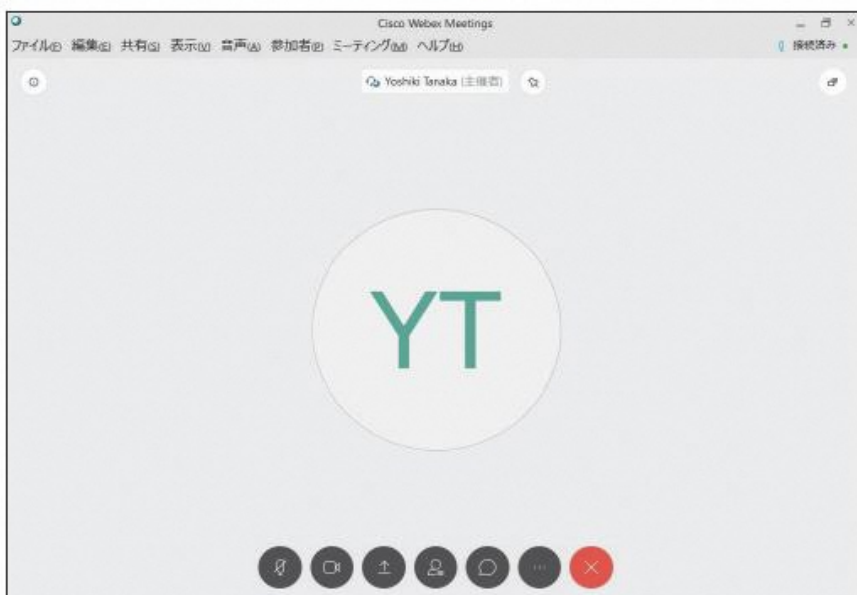 Cisco Webex Meetings
ファイル(F) 編集(E) 共有(S) 表示(V) 音声(A) 参加者(P) ミーティング(M) ヘルプ(H)
接続済み
Yoshiki Tanaka (主催者)
YT